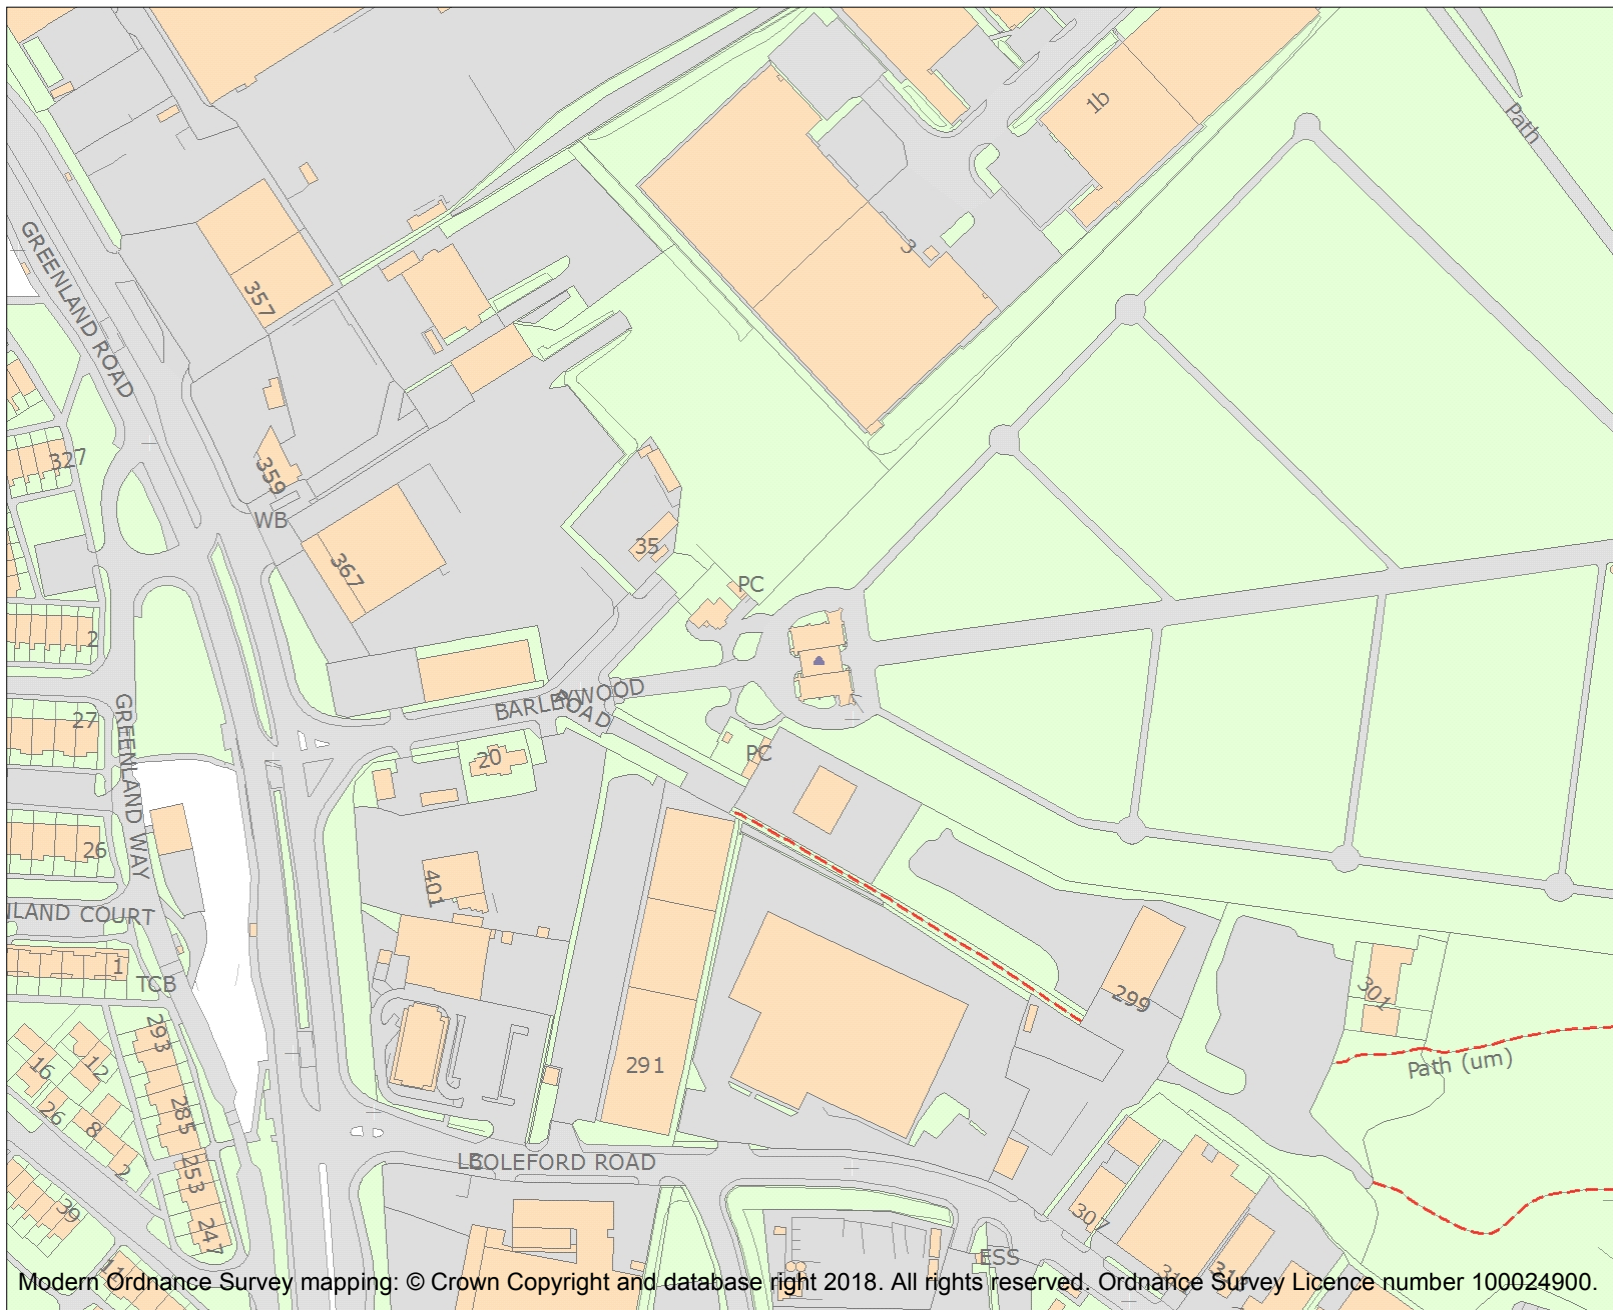 1b
Path
GREENLAND ROAD
3
357
327
359
WB
367
35
PC
2
BARLEYWOOD
ROAD
GREENLAND WAY
27
20
PC
26
401
NLAND COURT
1
TCB
299
301
293
16
12
291
Path (um)
26
8
285
2
253
LB
COLEFORD ROAD
39
247
307
ESS
Modern Ordnance Survey mapping: © Crown Copyright and database right 2018. All rights reserved. Ordnance Survey Licence number 100024900.